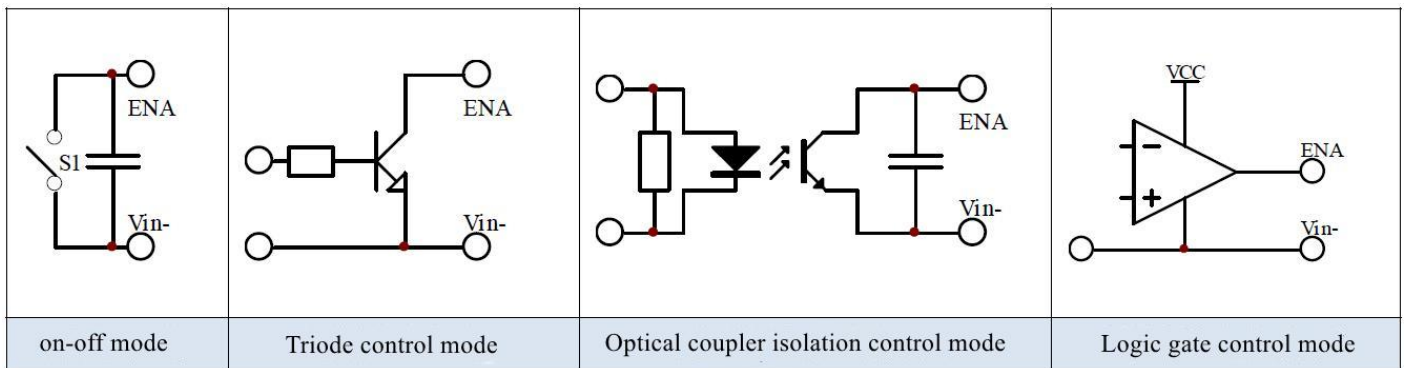 ENA
S1
Vin-
on-off mode
ENA
Vin-
Triode control mode
ENA
Vin-
Optical coupler isolation control mode
VCC
ENA
Vin-
Logic gate control mode